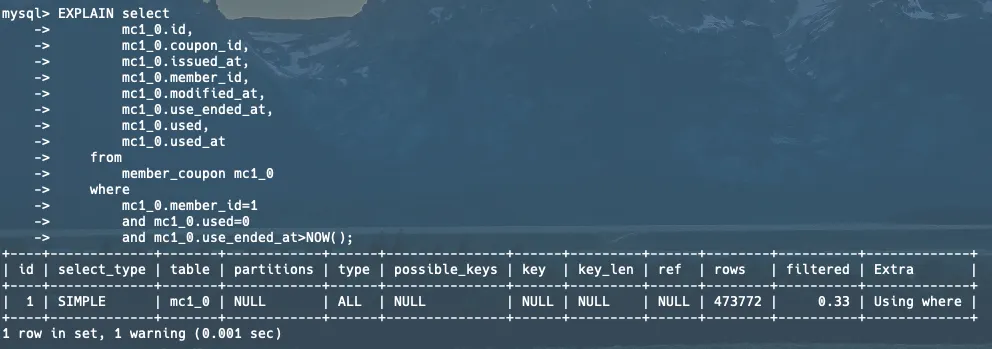 mysql> EXPLAIN select
    ->         mc1_0.id,
    ->         mc1_0.coupon_id,
    ->         mc1_0.issued_at,
    ->         mc1_0.member_id,
    ->         mc1_0.modified_at,
    ->         mc1_0.use_ended_at,
    ->         mc1_0.used,
    ->         mc1_0.used_at
    ->     from
    ->         member_coupon mc1_0
    ->     where
    ->         mc1_0.member_id=1
    ->         and mc1_0.used=0
    ->         and mc1_0.use_ended_at>NOW();
+----+-------------+-------+------------+------+---------------+------+---------+------+--------+----------+-------------+
| id | select_type | table | partitions | type | possible_keys | key  | key_len | ref  | rows   | filtered | Extra       |
+----+-------------+-------+------------+------+---------------+------+---------+------+--------+----------+-------------+
|  1 | SIMPLE      | mc1_0 | NULL       | ALL  | NULL          | NULL | NULL    | NULL | 473772 |     0.33 | Using where |
+----+-------------+-------+------------+------+---------------+------+---------+------+--------+----------+-------------+
1 row in set, 1 warning (0.001 sec)